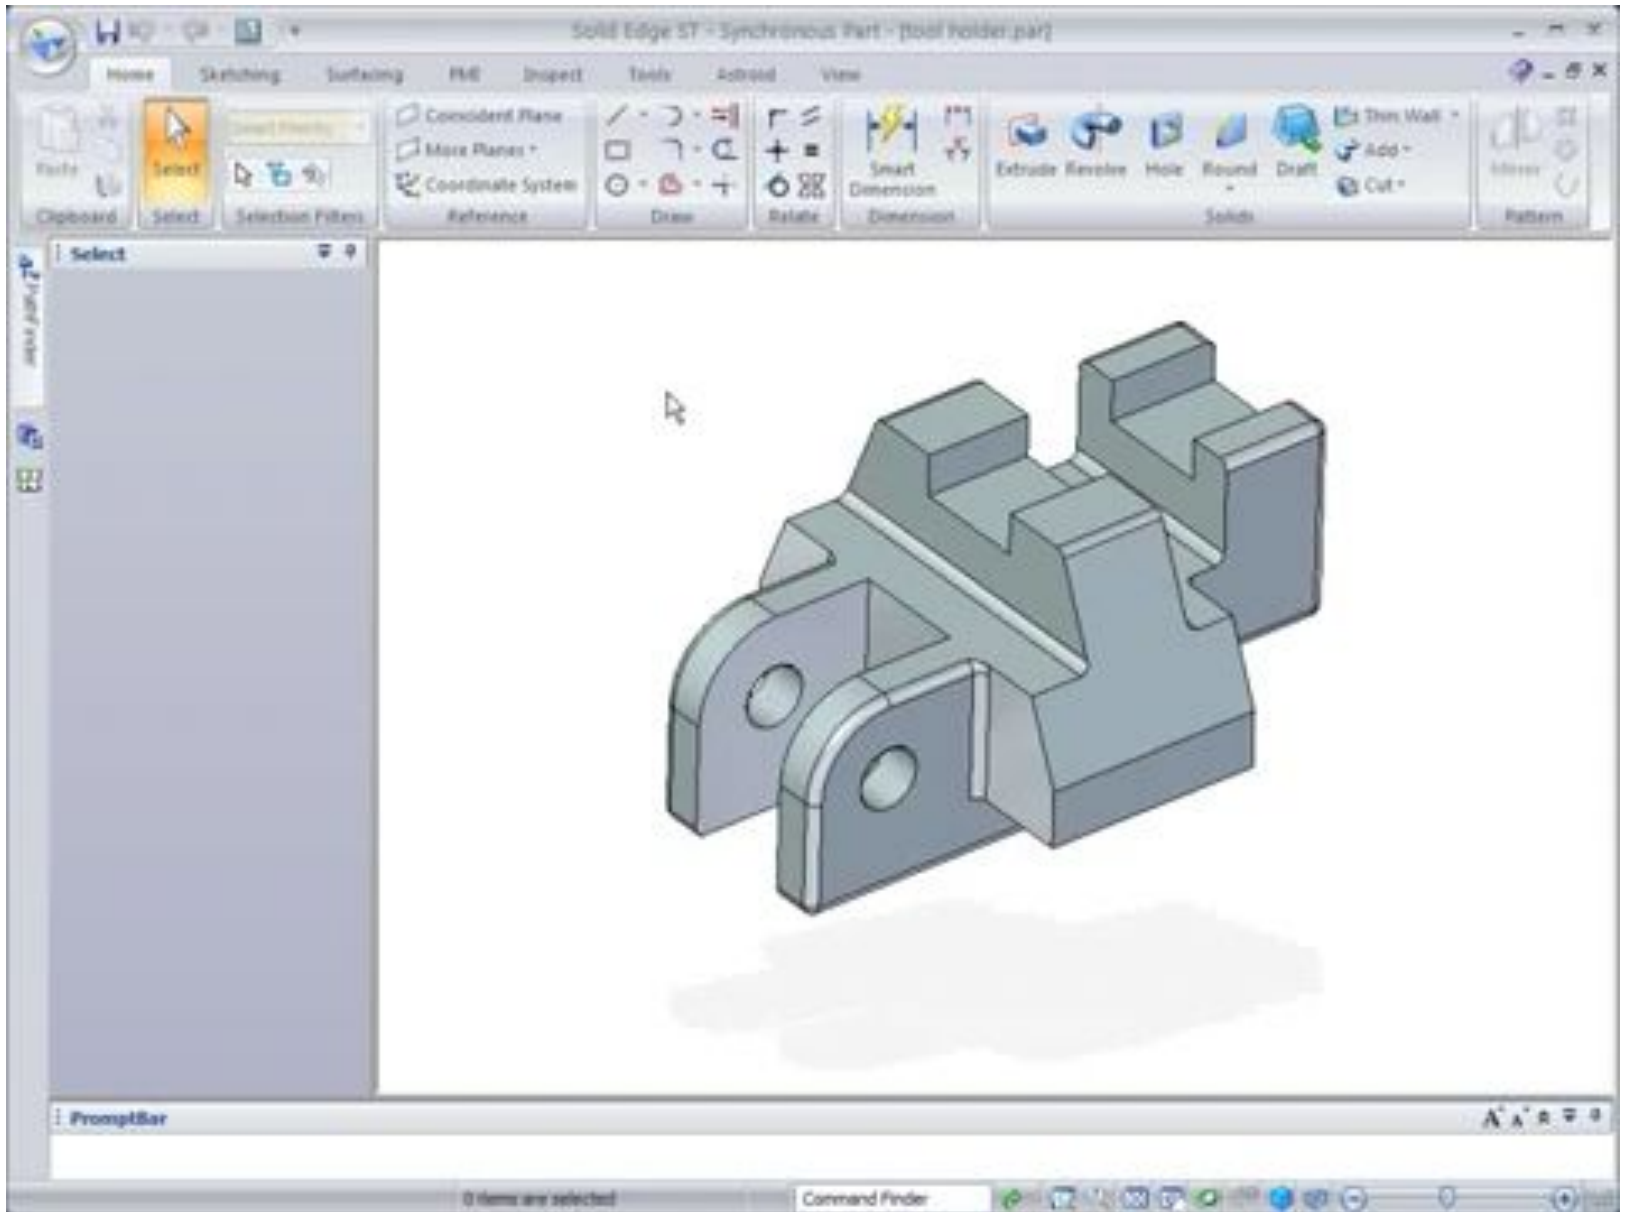 Solid Edge ST - Synchronous Part - [tool holder.par]
Home Sketching Surfacing PMI Inspect Tools View
Paste
Clipboard
Select
Select
Selection Filters
Coincident Plane
More Planes
Coordinate System
Reference
Draw
Relate
Smart
Dimension
Dimension
Extrude Revolve Hole Round Draft
Thin Wall
Add
Cut
Solids
Mirror
Pattern
Select
PathFinder
PromptBar
0 items are selected
Command Finder